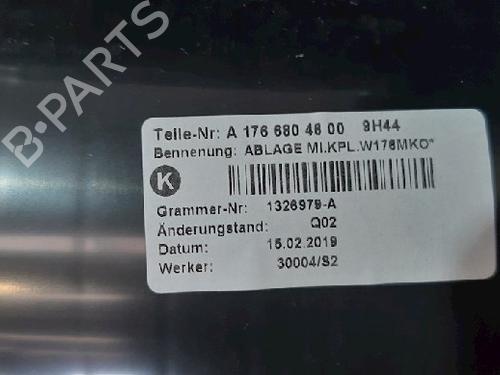 B-PARTS
Teile-Nr: A 176 680 46 00 9H44
Bennenung: ABLAGE MI.KPL.W176MKO"
K
Grammer-Nr: 1326979-A
Änderungstand: Q02
Datum: 15.02.2019
Werker: 30004/S2